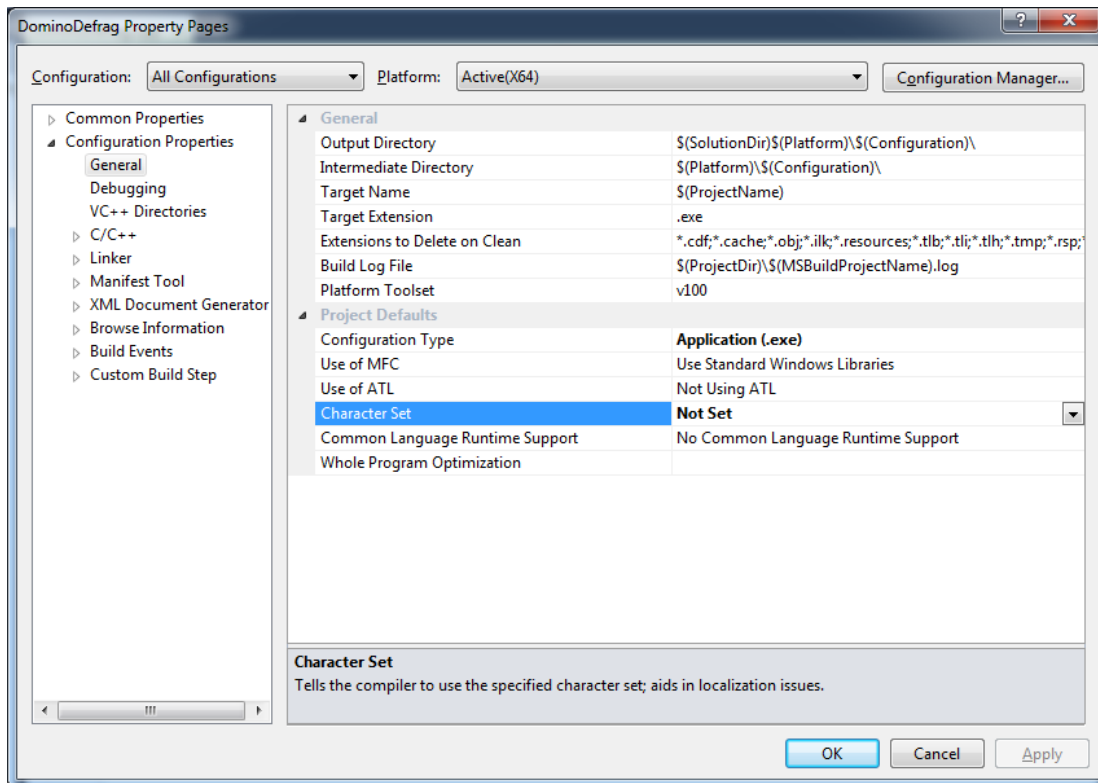 DominoDefrag Property Pages
Configuration: All Configurations Platform: Active(X64) Configuration Manager...
Common Properties
Configuration Properties
General
Debugging
VC++ Directories
C/C++
Linker
Manifest Tool
XML Document Generator
Browse Information
Build Events
Custom Build Step
General
Output Directory $(SolutionDir)$(Platform)\$(Configuration)\
Intermediate Directory $(Platform)\$(Configuration)\
Target Name $(ProjectName)
Target Extension .exe
Extensions to Delete on Clean *.cdf;*.cache;*.obj;*.ilk;*.resources;*.tlb;*.tli;*.tlh;*.tmp;*.rsp;*
Build Log File $(ProjectDir)\$(MSBuildProjectName).log
Platform Toolset v100
Project Defaults
Configuration Type Application (.exe)
Use of MFC Use Standard Windows Libraries
Use of ATL Not Using ATL
Character Set Not Set
Common Language Runtime Support No Common Language Runtime Support
Whole Program Optimization
Character Set
Tells the compiler to use the specified character set; aids in localization issues.
OK Cancel Apply